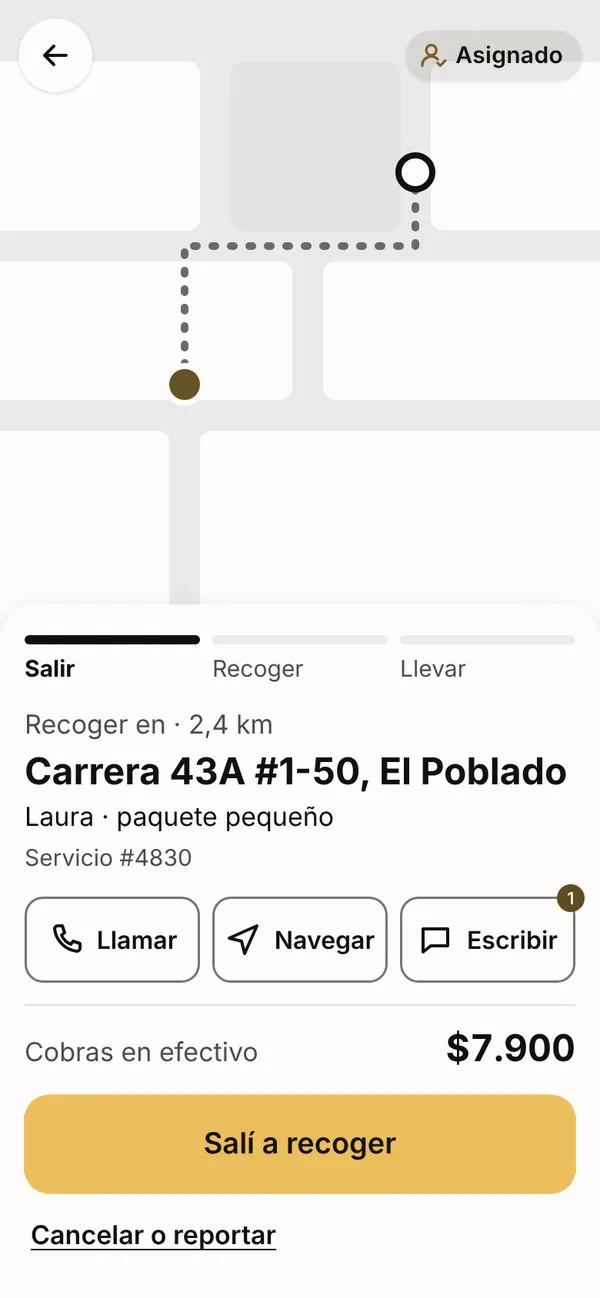 Asignado
Salir
Recoger
Llevar
Recoger en · 2,4 km
Carrera 43A #1-50, El Poblado
Laura · paquete pequeño
Servicio #4830
Llamar
Navegar
Escribir
1
Cobras en efectivo
$7.900
Salí a recoger
Cancelar o reportar